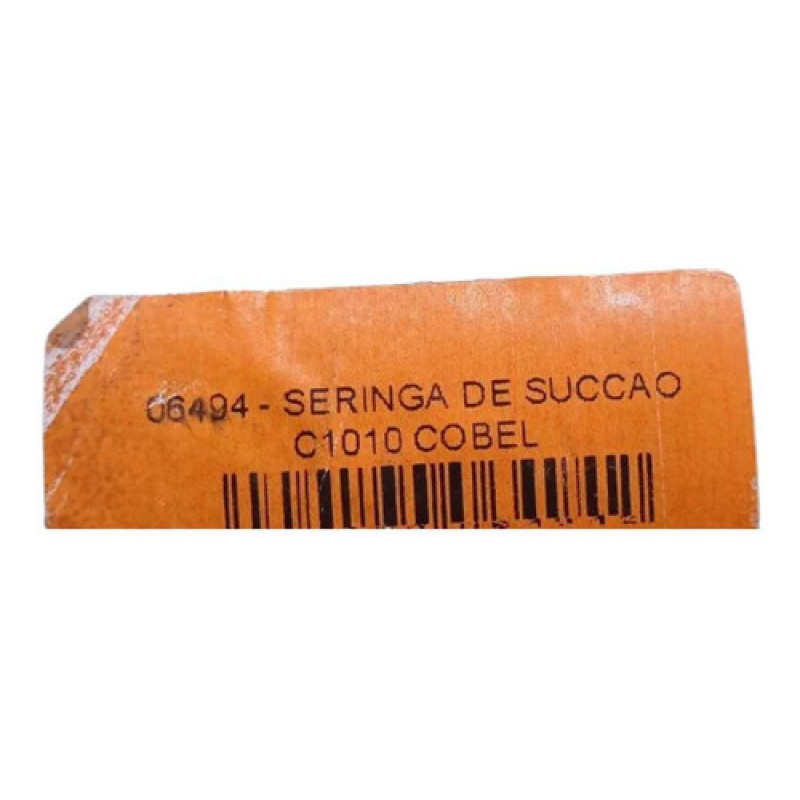 06494 - SERINGA DE SUCCAO
C1010 COBEL